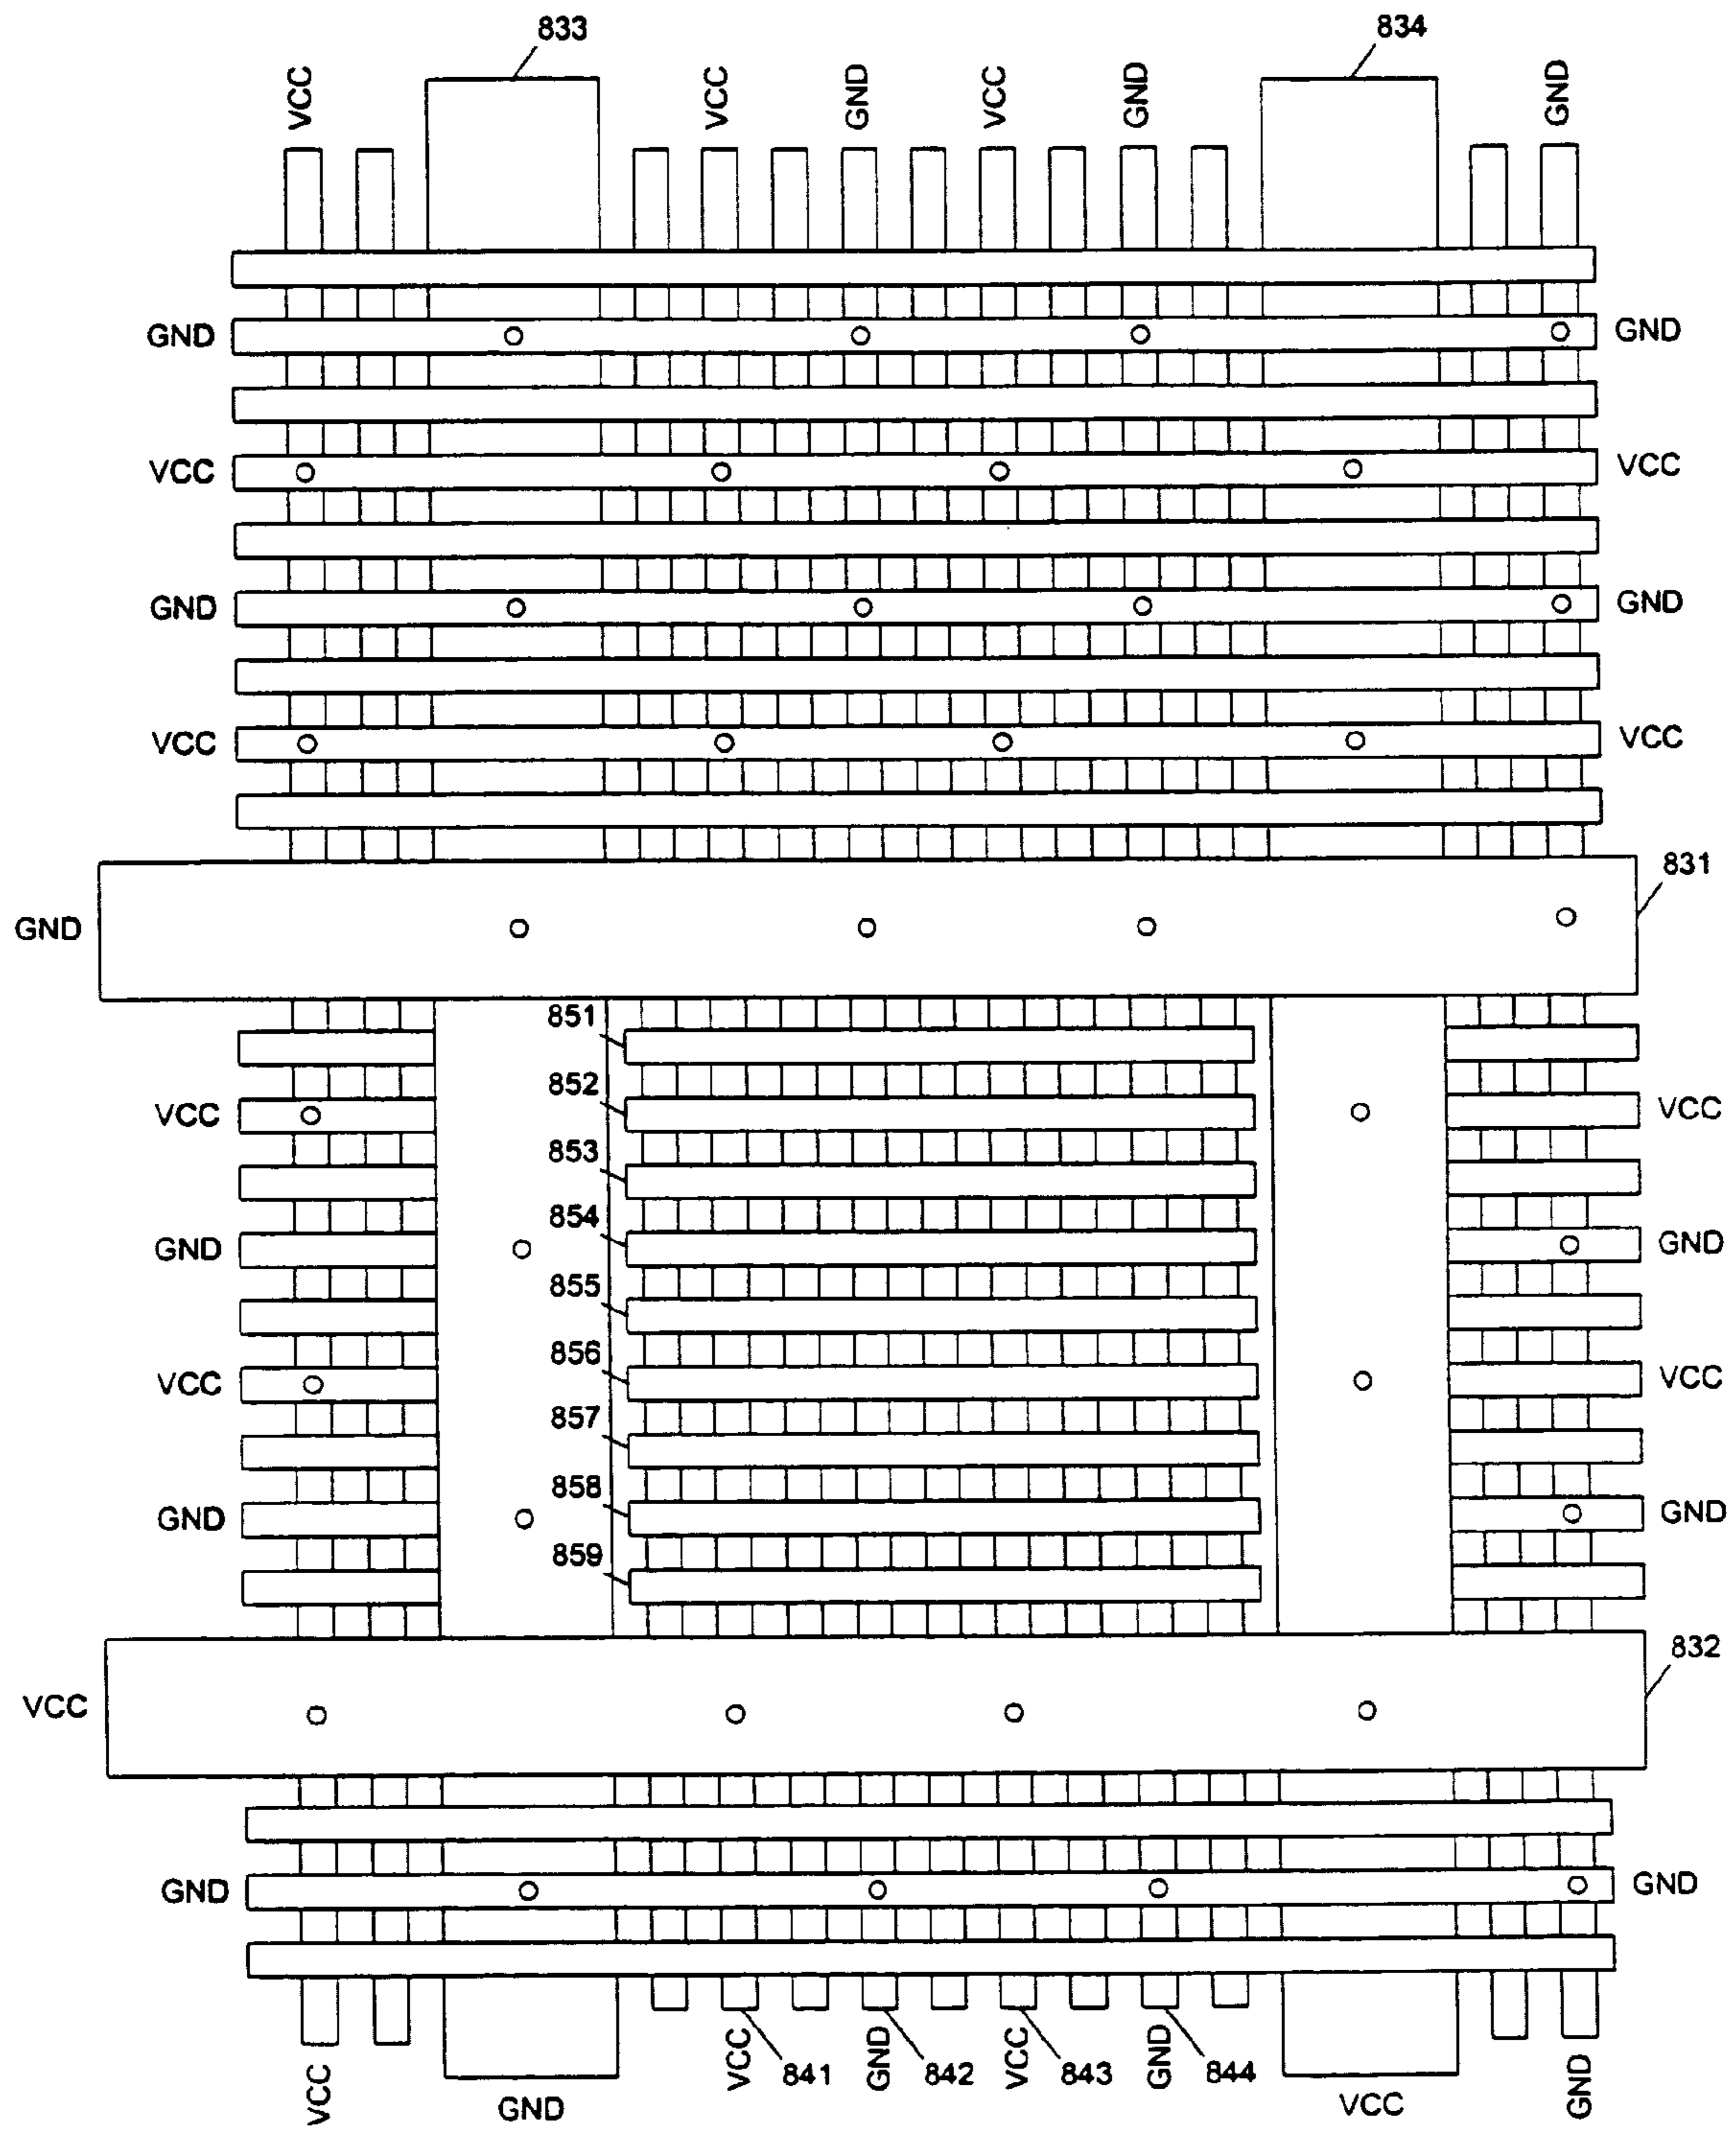 833
834
VCC
VCC
GND
VCC
GND
GND
GND
GND
VCC
VCC
GND
GND
VCC
VCC
831
GND
851
852
VCC
VCC
853
854
GND
GND
855
856
VCC
VCC
857
858
GND
GND
859
832
VCC
GND
GND
VCC
GND
VCC
841
GND
842
VCC
843
GND
844
VCC
GND